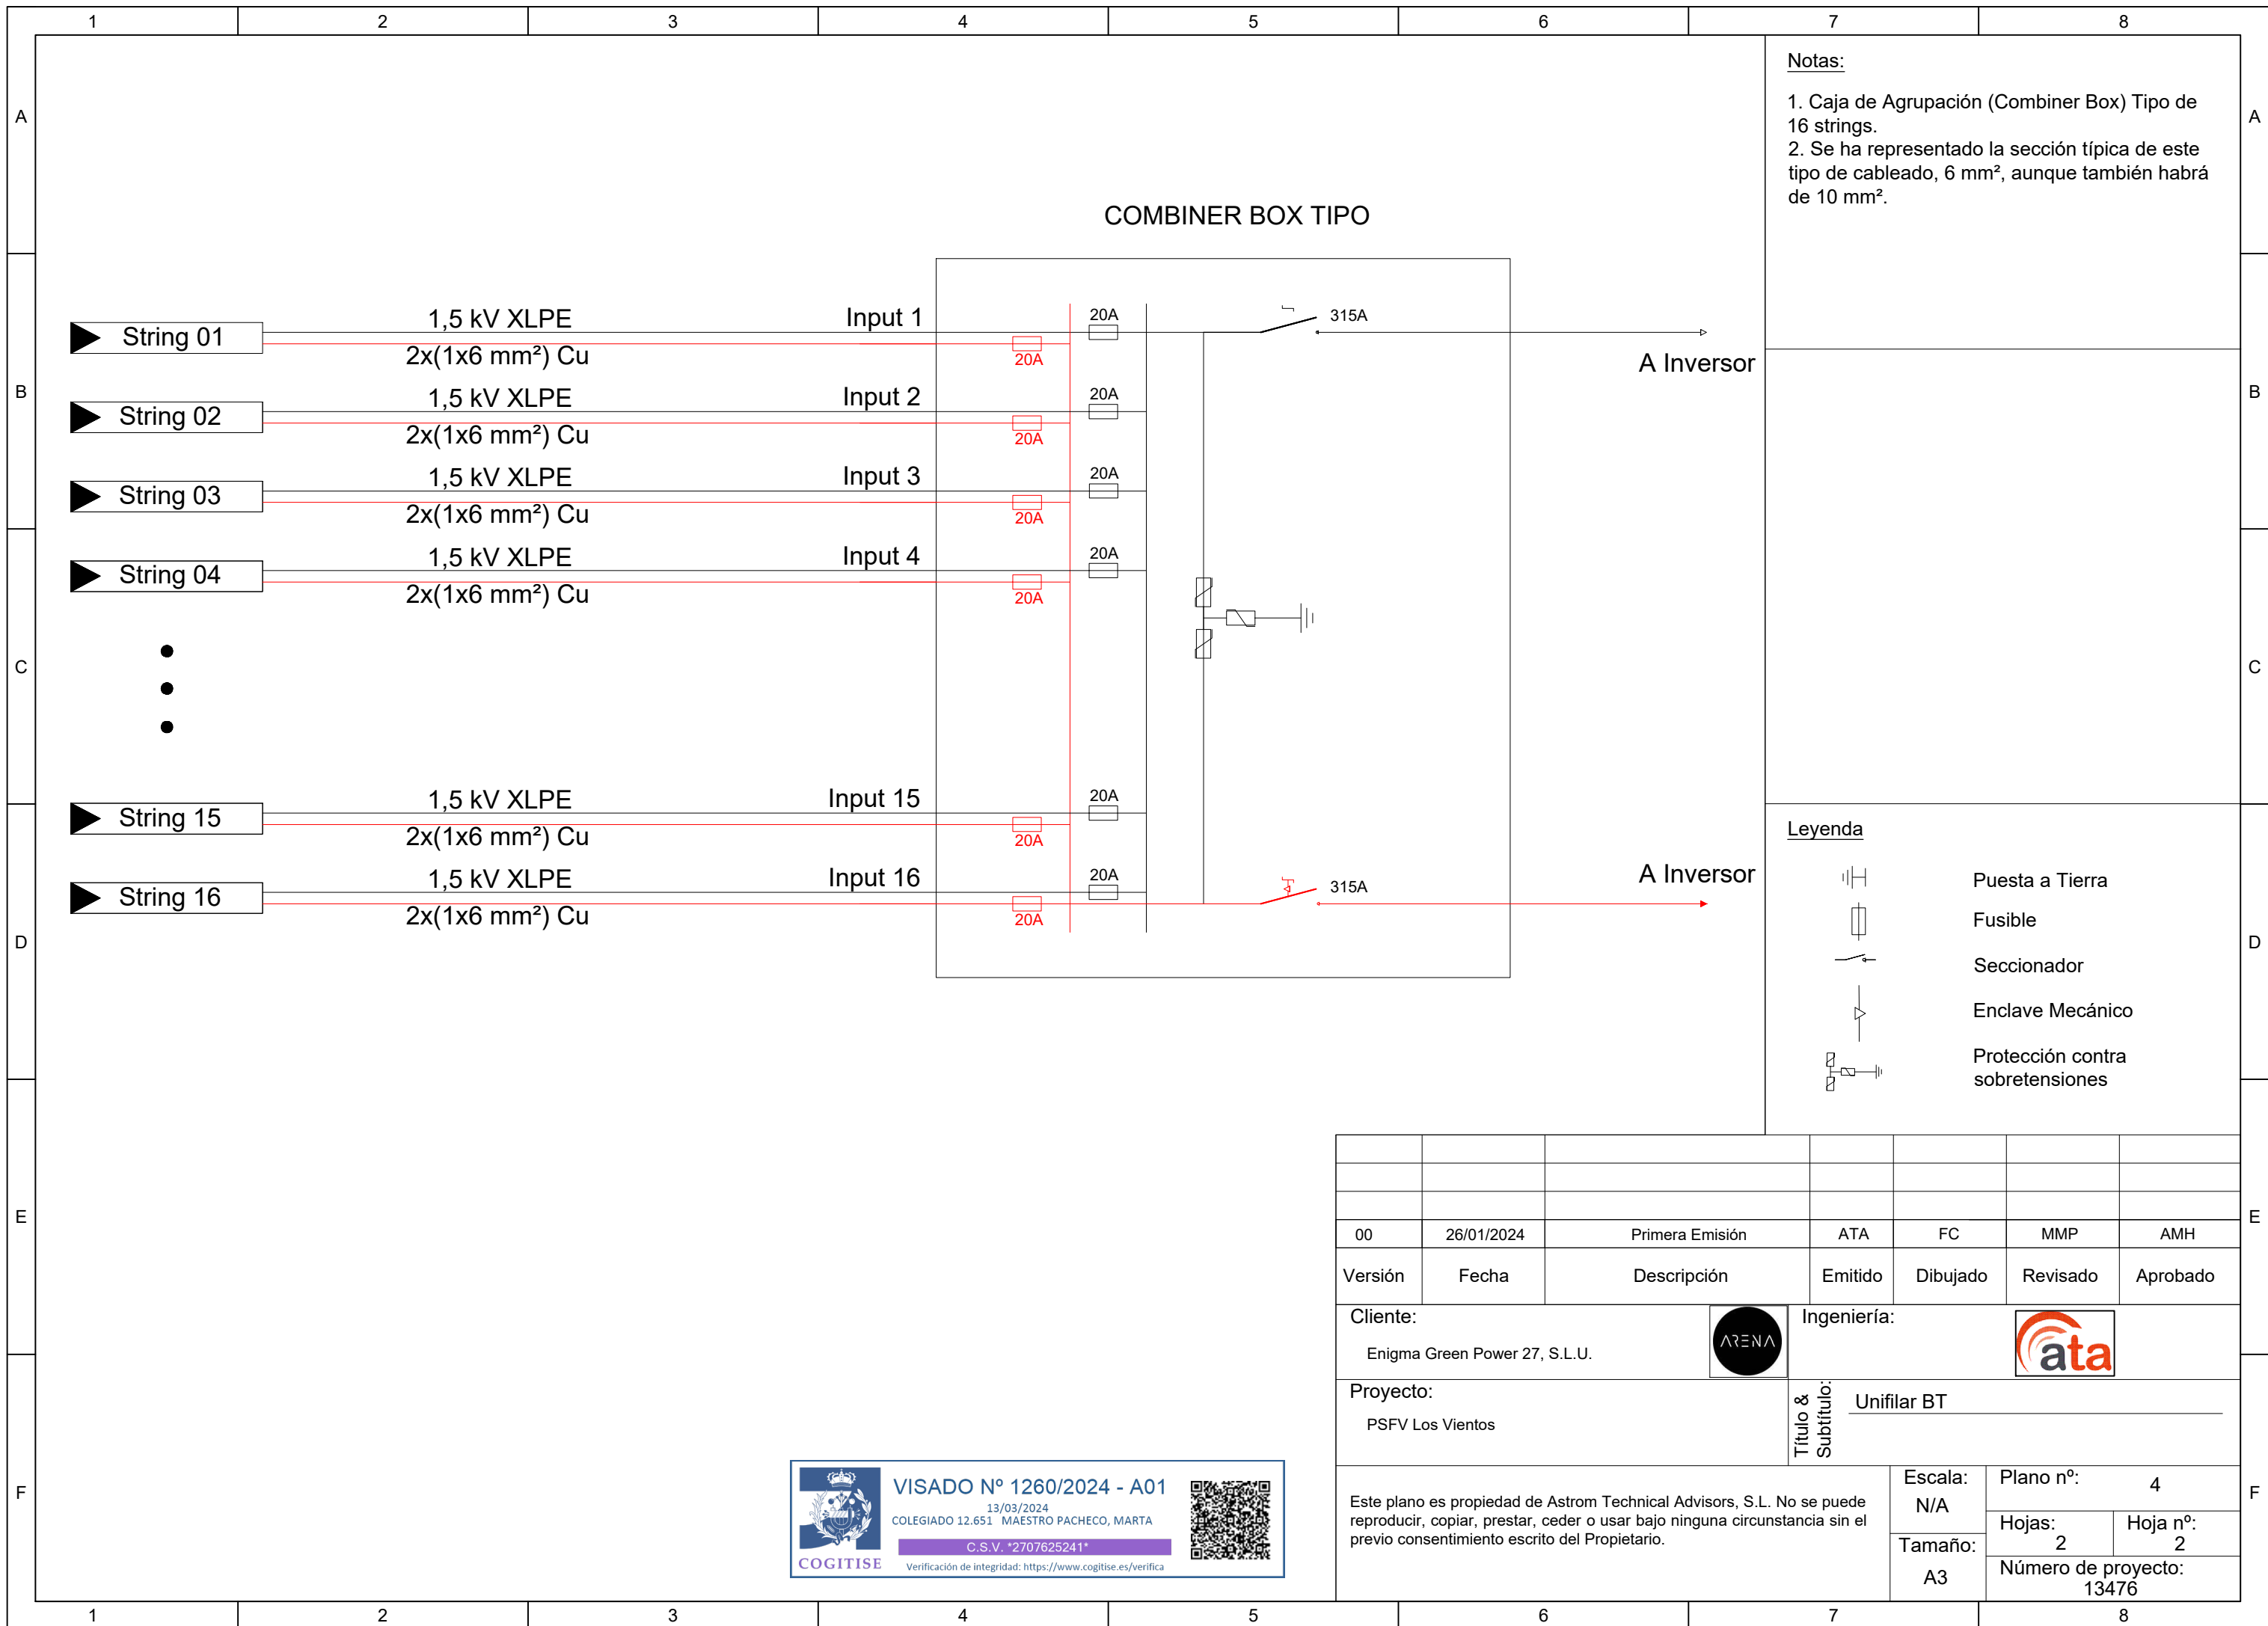 1 2 3 4 5 6 7 8
A
B
C
D
E
F
A
B
C
D
E
F
COMBINER BOX TIPO
String 01
1,5 kV XLPE
2x(1x6 mm²) Cu
Input 1
20A
20A
315A
A Inversor
String 02
1,5 kV XLPE
2x(1x6 mm²) Cu
Input 2
20A
20A
String 03
1,5 kV XLPE
2x(1x6 mm²) Cu
Input 3
20A
20A
String 04
1,5 kV XLPE
2x(1x6 mm²) Cu
Input 4
20A
20A
String 15
1,5 kV XLPE
2x(1x6 mm²) Cu
Input 15
20A
20A
String 16
1,5 kV XLPE
2x(1x6 mm²) Cu
Input 16
20A
20A
315A
A Inversor
Notas:
1. Caja de Agrupación (Combiner Box) Tipo de
16 strings.
2. Se ha representado la sección típica de este
tipo de cableado, 6 mm², aunque también habrá
de 10 mm².
Leyenda
Puesta a Tierra
Fusible
Seccionador
Enclave Mecánico
Protección contra
sobretensiones
00 26/01/2024 Primera Emisión ATA FC MMP AMH
Versión Fecha Descripción Emitido Dibujado Revisado Aprobado
Cliente:
Enigma Green Power 27, S.L.U.
ARENA
Ingeniería:
ata
Proyecto:
PSFV Los Vientos
Título &
Subtítulo:
Unifilar BT
Este plano es propiedad de Astrom Technical Advisors, S.L. No se puede
reproducir, copiar, prestar, ceder o usar bajo ninguna circunstancia sin el
previo consentimiento escrito del Propietario.
Escala:
N/A
Tamaño:
A3
Plano nº:
4
Hojas:
2
Hoja nº:
2
Número de proyecto:
13476
COGITISE
VISADO Nº 1260/2024 - A01
13/03/2024
COLEGIADO 12.651 MAESTRO PACHECO, MARTA
C.S.V. *2707625241*
Verificación de integridad: https://www.cogitise.es/verifica
1 2 3 4 5 6 7 8